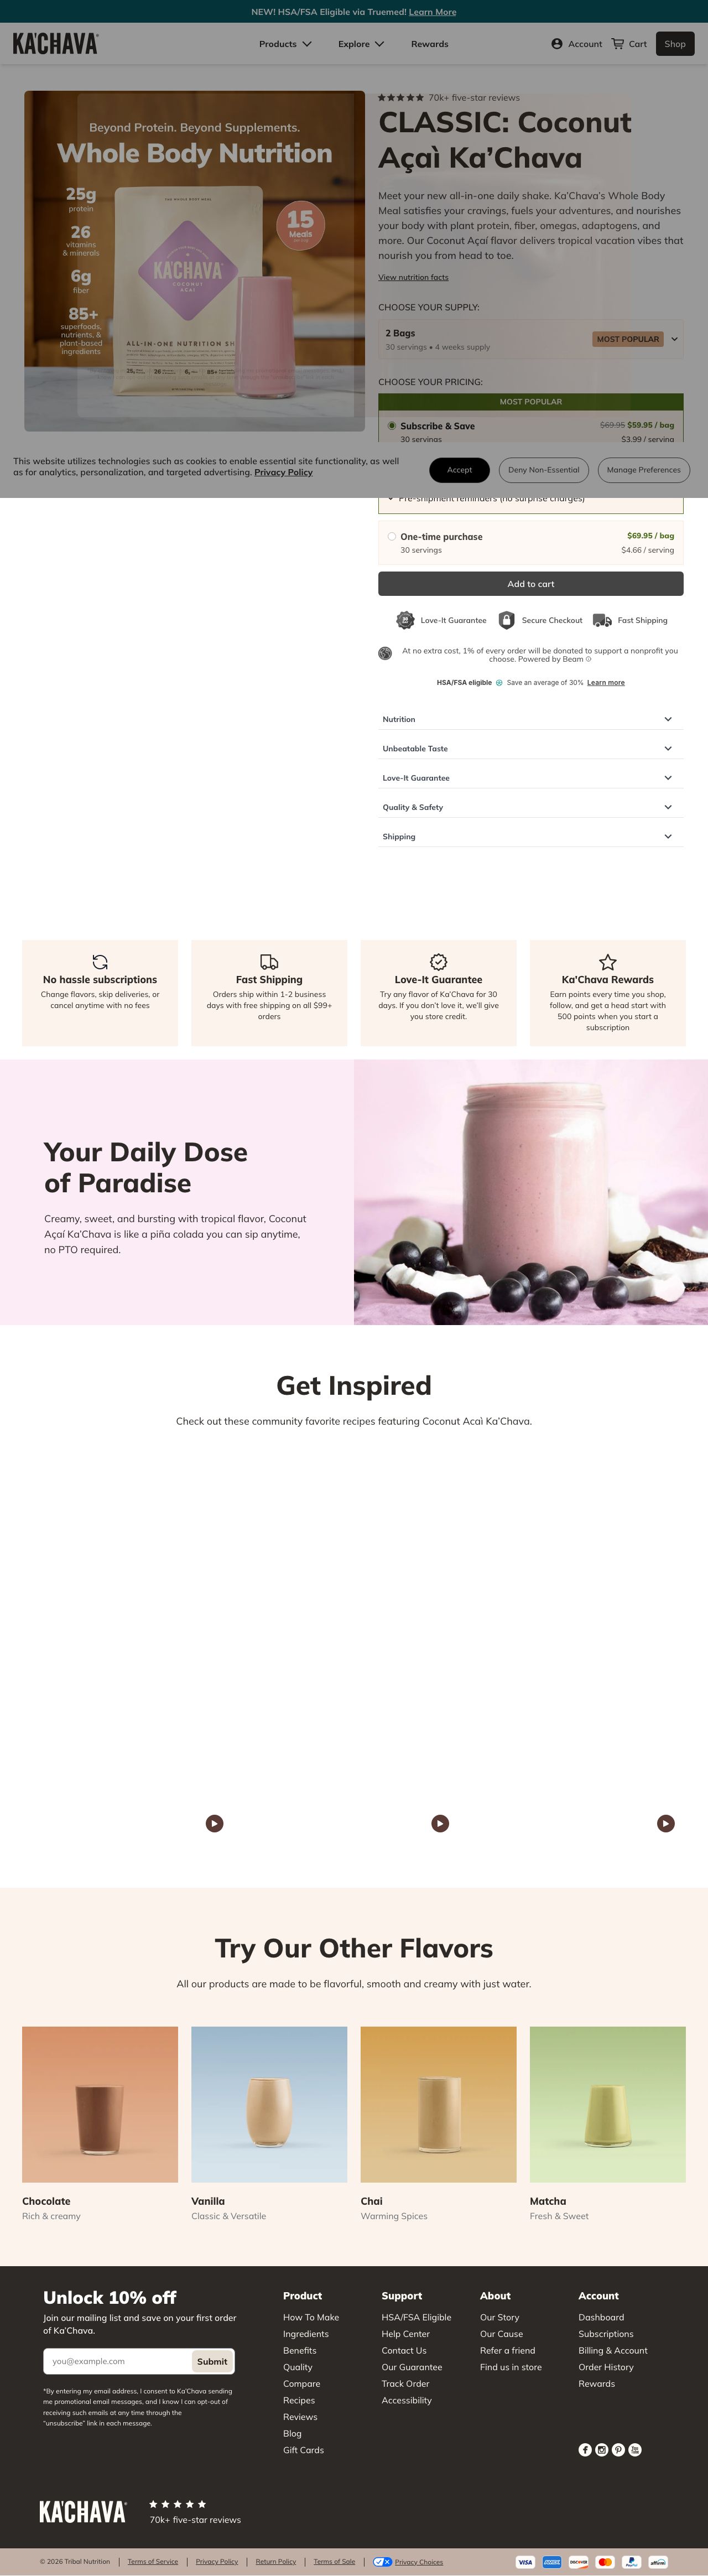 NEW! HSA/FSA Eligible via Truemed! Learn More
KA'CHAVA®
Products
Explore
Rewards
Account
Cart
Shop
Beyond Protein. Beyond Supplements.
Whole Body Nutrition
25g
protein
26
vitamins
& minerals
6g
fiber
85+
superfoods,
nutrients, &
plant-based
ingredients
THE WHOLE BODY MEAL
KA'CHAVA
COCONUT
AÇAI
ALL-IN-ONE NUTRITION SH
25g
26
6g
85+
15
Meals
70k+ five-star reviews
CLASSIC: Coconut
Açaì Ka’Chava
Meet your new all-in-one daily shake. Ka’Chava’s Whole Body
Meal satisfies your cravings, fuels your adventures, and nourishes
your body with plant protein, fiber, omegas, adaptogens, and
more. Our Coconut Açaí flavor delivers tropical vacation vibes that
nourish you from head to toe.
View nutrition facts
CHOOSE YOUR SUPPLY:
2 Bags
30 servings • 4 weeks supply
MOST POPULAR
CHOOSE YOUR PRICING:
MOST POPULAR
Subscribe & Save
$69.95 $59.95 / bag
30 servings
$3.99 / serving
This website utilizes technologies such as cookies to enable essential site functionality, as well
as for analytics, personalization, and targeted advertising. Privacy Policy
Accept
Deny Non-Essential
Manage Preferences
Pre-shipment reminders (no surprise charges)
One-time purchase
$69.95 / bag
30 servings
$4.66 / serving
Add to cart
Love-It Guarantee
Secure Checkout
Fast Shipping
At no extra cost, 1% of every order will be donated to support a nonprofit you
choose. Powered by Beam
HSA/FSA eligible Save an average of 30% Learn more
Nutrition
Unbeatable Taste
Love-It Guarantee
Quality & Safety
Shipping
No hassle subscriptions
Change flavors, skip deliveries, or
cancel anytime with no fees
Fast Shipping
Orders ship within 1-2 business
days with free shipping on all $99+
orders
Love-It Guarantee
Try any flavor of Ka’Chava for 30
days. If you don’t love it, we’ll give
you store credit.
Ka’Chava Rewards
Earn points every time you shop,
follow, and get a head start with
500 points when you start a
subscription
Your Daily Dose
of Paradise
Creamy, sweet, and bursting with tropical flavor, Coconut
Açaí Ka’Chava is like a piña colada you can sip anytime,
no PTO required.
Get Inspired
Check out these community favorite recipes featuring Coconut Acaì Ka’Chava.
Try Our Other Flavors
All our products are made to be flavorful, smooth and creamy with just water.
Chocolate
Rich & creamy
Vanilla
Classic & Versatile
Chai
Warming Spices
Matcha
Fresh & Sweet
Unlock 10% off
Join our mailing list and save on your first order
of Ka’Chava.
you@example.com
Submit
*By entering my email address, I consent to Ka’Chava sending
me promotional email messages, and I know I can opt-out of
receiving such emails at any time through the
“unsubscribe” link in each message.
Product
How To Make
Ingredients
Benefits
Quality
Compare
Recipes
Reviews
Blog
Gift Cards
Support
HSA/FSA Eligible
Help Center
Contact Us
Our Guarantee
Track Order
Accessibility
About
Our Story
Our Cause
Refer a friend
Find us in store
Account
Dashboard
Subscriptions
Billing & Account
Order History
Rewards
KA'CHAVA®
70k+ five-star reviews
© 2026 Tribal Nutrition
Terms of Service
Privacy Policy
Return Policy
Terms of Sale
Privacy Choices
VISA
DISCOVER
PayPal
affirm